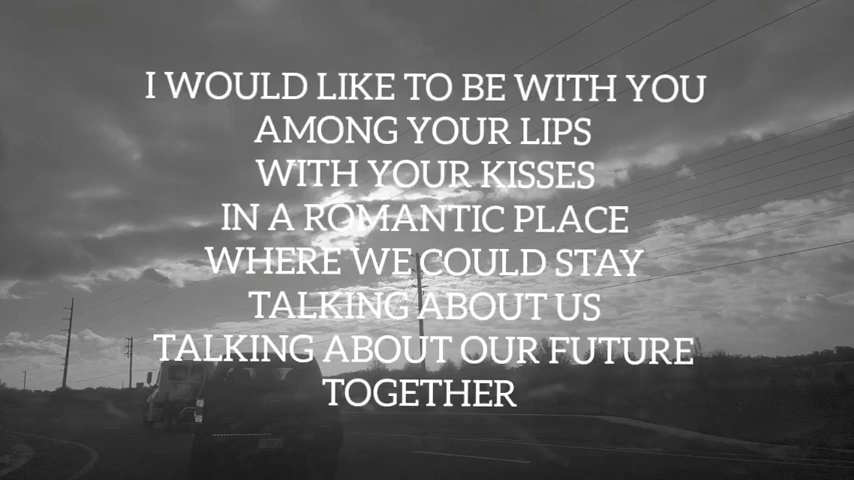 I WOULD LIKE TO BE WITH YOU
AMONG YOUR LIPS
WITH YOUR KISSES
IN A ROMANTIC PLACE
WHERE WE COULD STAY
TALKING ABOUT US
TALKING ABOUT OUR FUTURE
TOGETHER